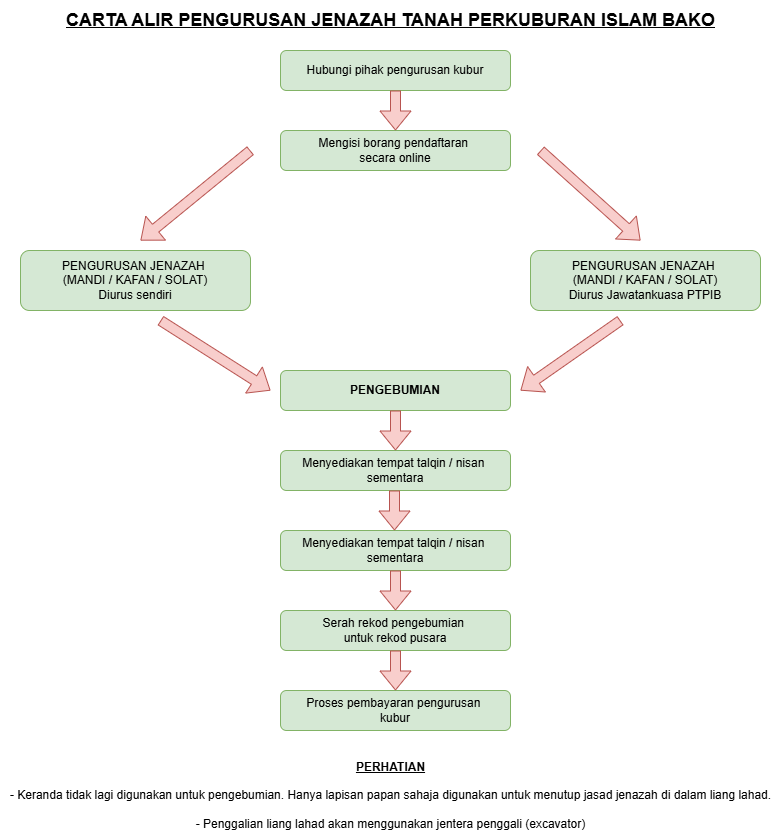 CARTA ALIR PENGURUSAN JENAZAH TANAH PERKUBURAN ISLAM BAKO
Hubungi pihak pengurusan kubur
Mengisi borang pendaftaran
secara online
PENGURUSAN JENAZAH
(MANDI / KAFAN / SOLAT)
Diurus sendiri
PENGURUSAN JENAZAH
(MANDI / KAFAN / SOLAT)
Diurus Jawatankuasa PTPIB
PENGEBUMIAN
Menyediakan tempat talqin / nisan
sementara
Menyediakan tempat talqin / nisan
sementara
Serah rekod pengebumian
untuk rekod pusara
Proses pembayaran pengurusan
kubur
PERHATIAN
- Keranda tidak lagi digunakan untuk pengebumian. Hanya lapisan papan sahaja digunakan untuk menutup jasad jenazah di dalam liang lahad.
- Penggalian liang lahad akan menggunakan jentera penggali (excavator)